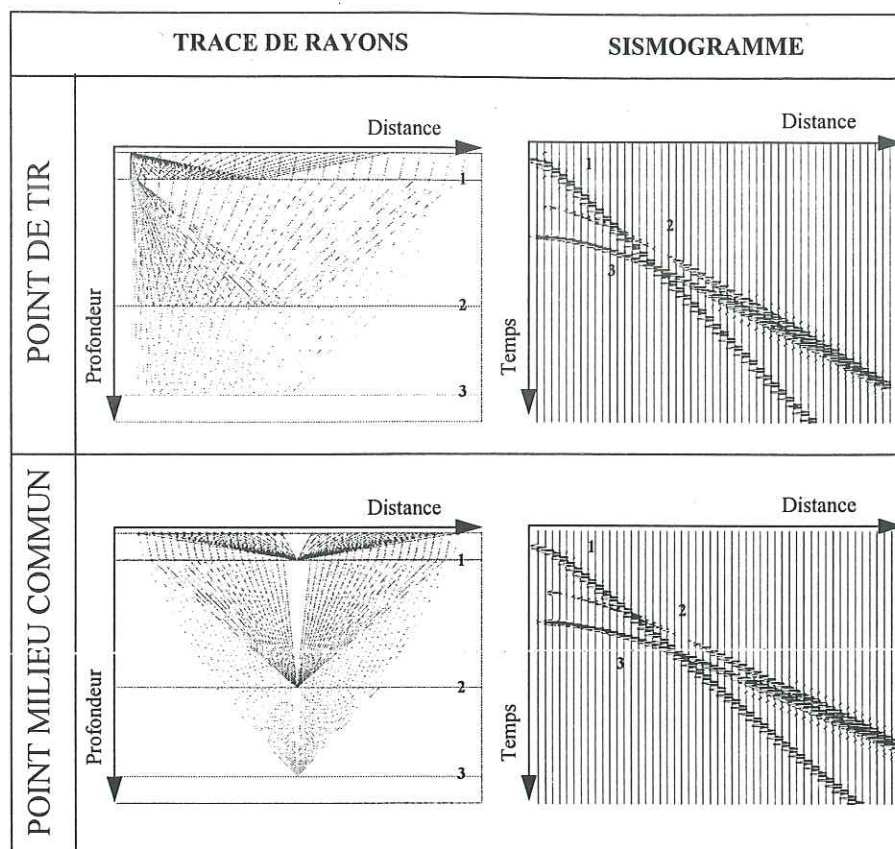 TRACE DE RAYONS
SISMOGRAMME
POINT DE TIR
Distance
Profondeur
1
2
3
Distance
Temps
1
2
3
POINT MILIEU COMMUN
Distance
Profondeur
1
2
3
Distance
Temps
1
2
3